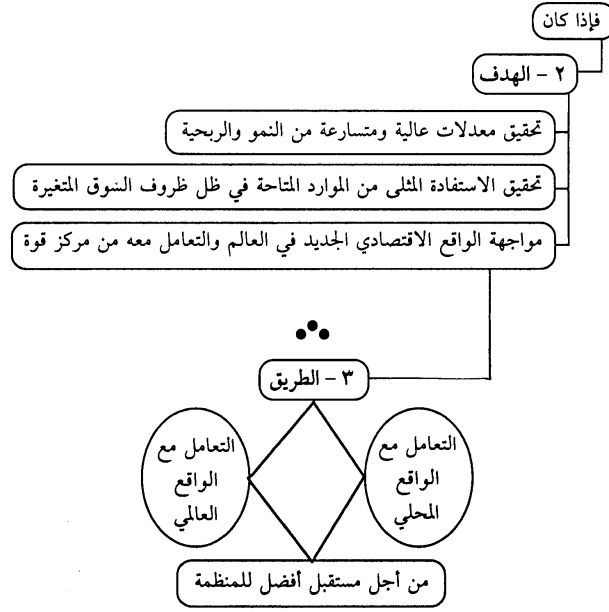 فإذا كان
٢ - الهدف
تحقيق معدلات عالية ومتسارعة من النمو والربحية
تحقيق الاستفادة المثلى من الموارد المتاحة في ظل ظروف السوق المتغيرة
مواجهة الواقع الاقتصادي الجديد في العالم والتعامل معه من مركز قوة
٣ - الطريق
التعامل مع
الواقع
المحلي
التعامل مع
الواقع
العالمي
من أجل مستقبل أفضل للمنظمة